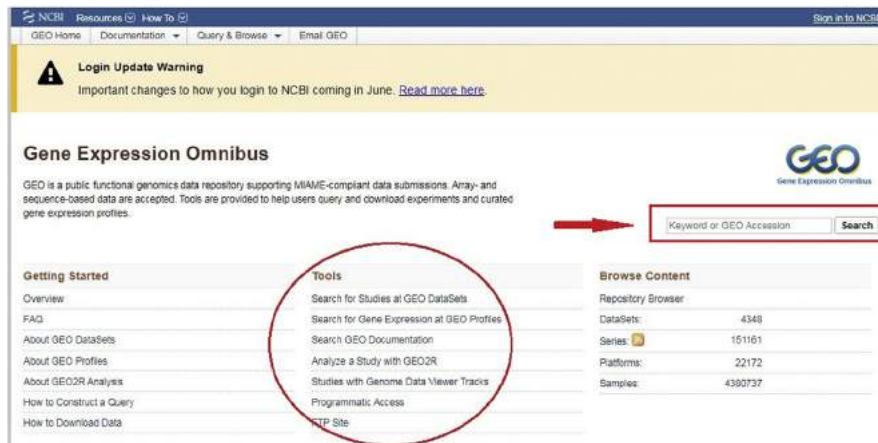 NCBI Resources How To Sign in to NCBI
GEO Home Documentation Query & Browse Email GEO
Login Update Warning
Important changes to how you login to NCBI coming in June. Read more here.
Gene Expression Omnibus
GEO
Gene Expression Omnibus
GEO is a public functional genomics data repository supporting MIAME-compliant data submissions. Array- and
sequence-based data are accepted. Tools are provided to help users query and download experiments and curated
gene expression profiles.
Keyword or GEO Accession Search
Getting Started
Overview
FAQ
About GEO DataSets
About GEO Profiles
About GEO2R Analysis
How to Construct a Query
How to Download Data
Tools
Search for Studies at GEO DataSets
Search for Gene Expression at GEO Profiles
Search GEO Documentation
Analyze a Study with GEO2R
Studies with Genome Data Viewer Tracks
Programmatic Access
FTP Site
Browse Content
Repository Browser
DataSets: 4348
Series: 151161
Platforms: 22172
Samples: 4380737